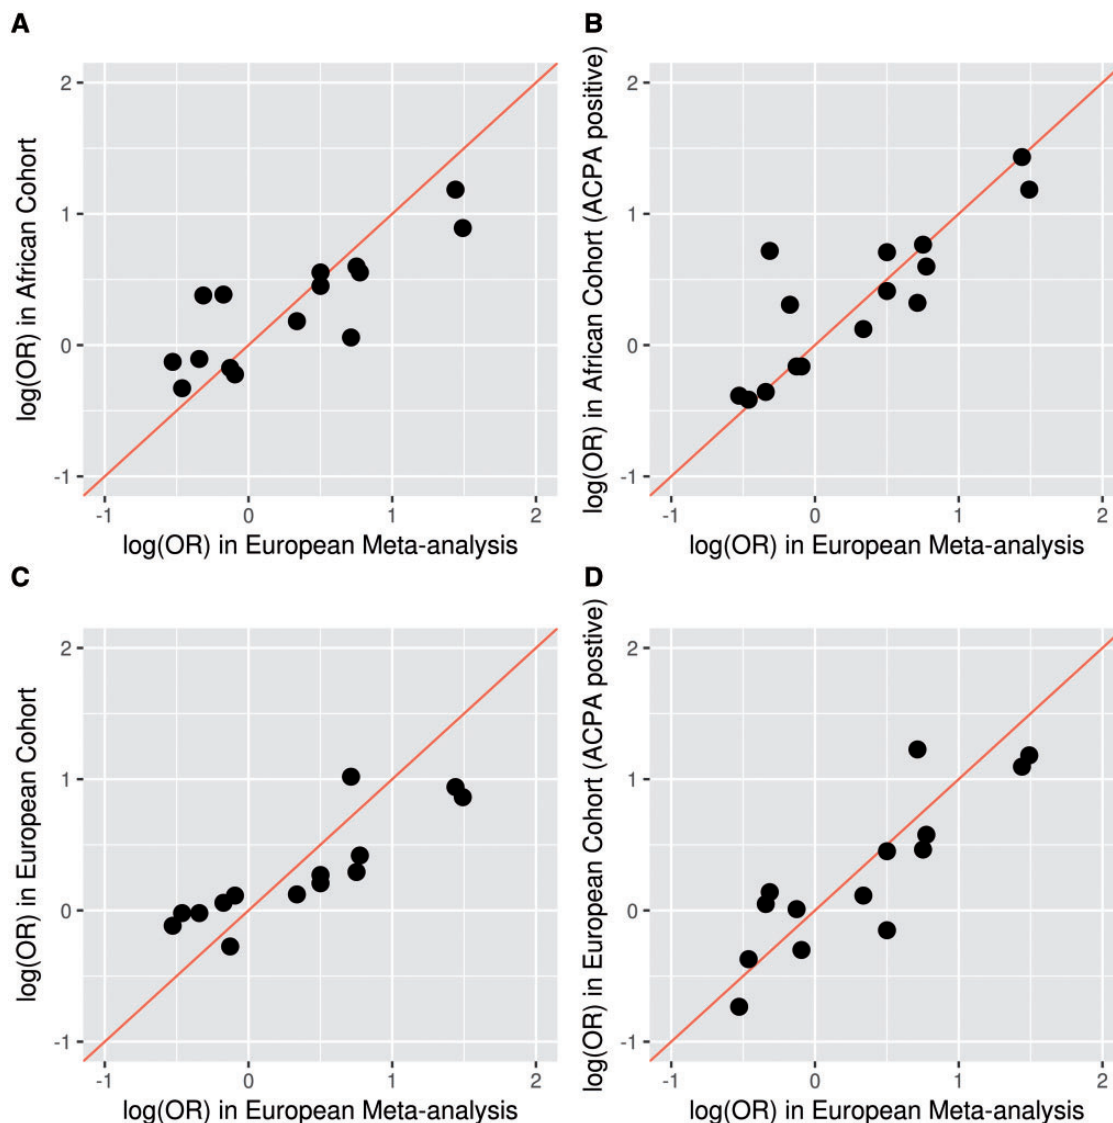 A
B
log(OR) in African Cohort
2
1
0
-1
-1
0
1
2
log(OR) in European Meta-analysis
log(OR) in African Cohort (ACPA positive)
2
1
0
-1
-1
0
1
2
log(OR) in European Meta-analysis
C
D
log(OR) in European Cohort
2
1
0
-1
-1
0
1
2
log(OR) in European Meta-analysis
log(OR) in European Cohort (ACPA postive)
2
1
0
-1
-1
0
1
2
log(OR) in European Meta-analysis